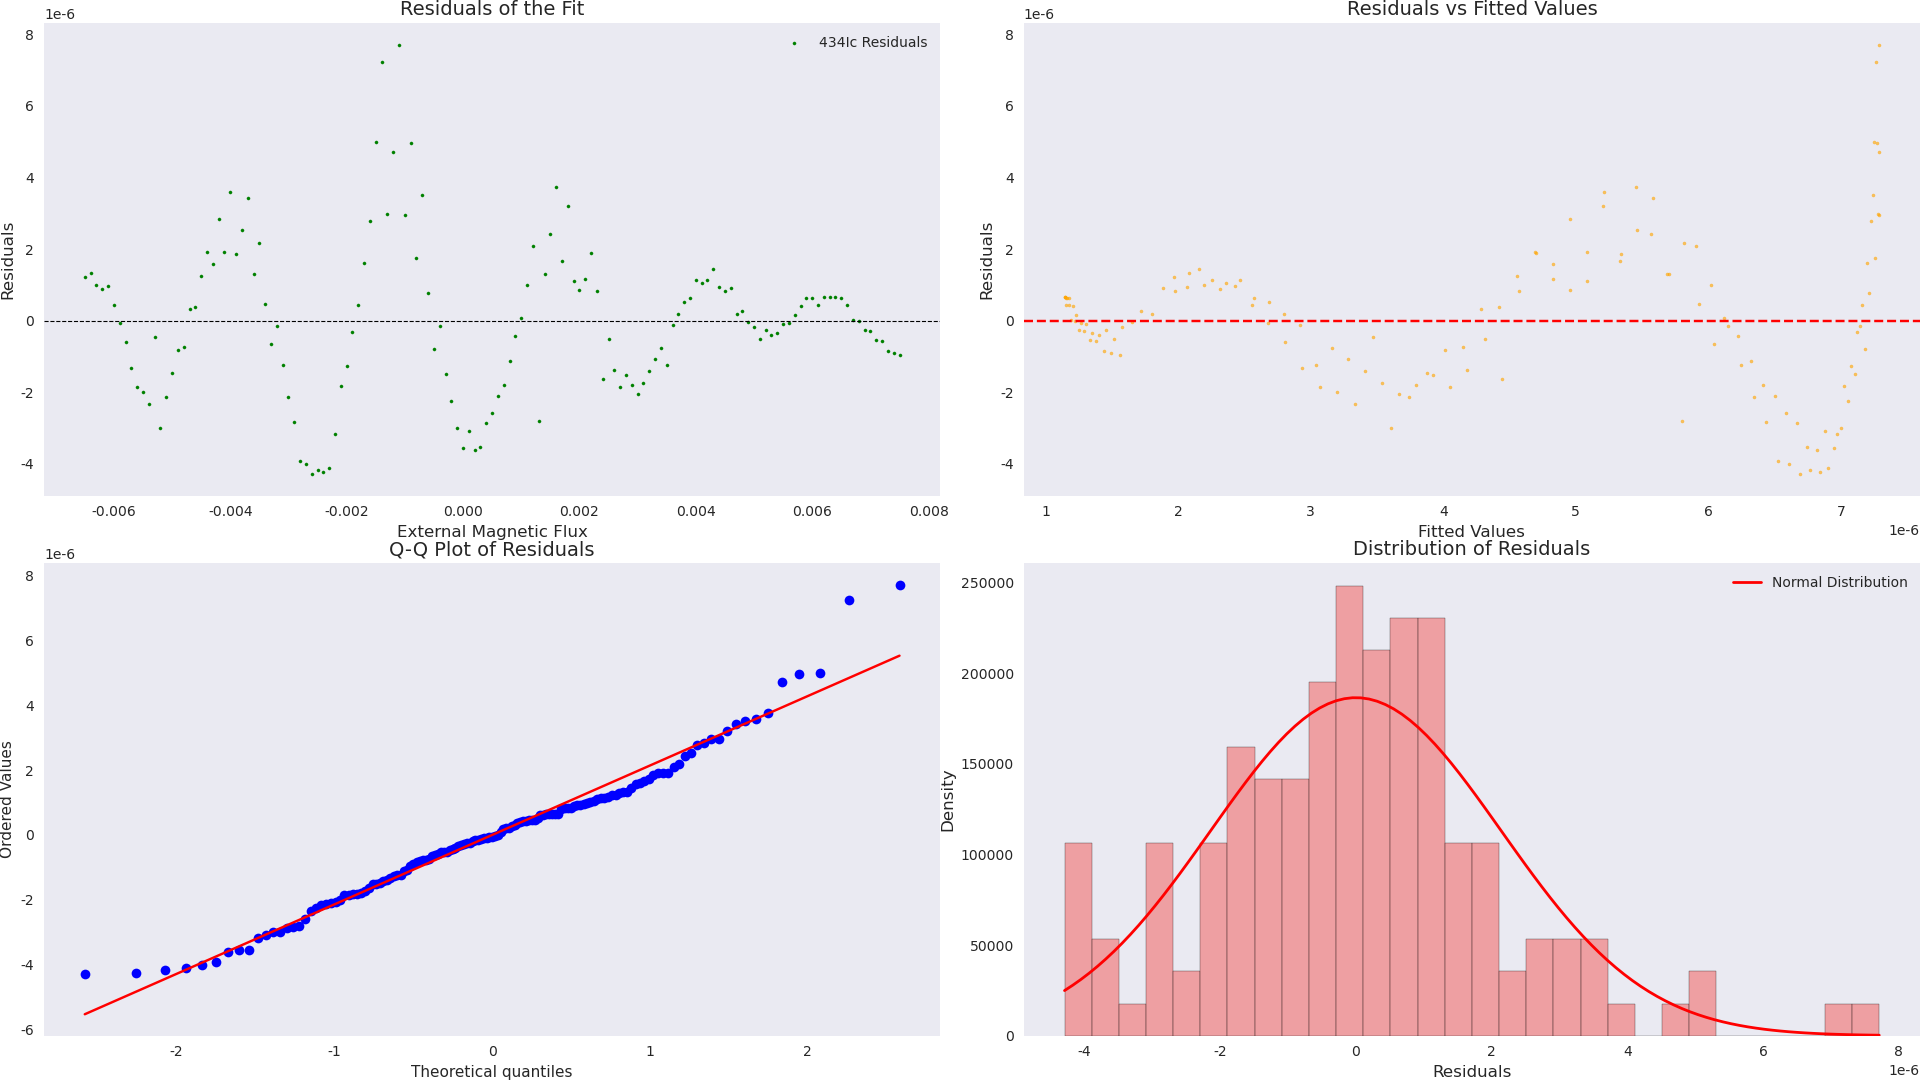 Residuals of the Fit
1e-6
434Ic Residuals
8
6
4
2
0
-2
-4
Residuals
-0.006 -0.004 -0.002 0.000 0.002 0.004 0.006 0.008
External Magnetic Flux
Residuals vs Fitted Values
1e-6
8
6
4
2
0
-2
-4
Residuals
1 2 3 4 5 6 7
1e-6
Fitted Values
Q-Q Plot of Residuals
1e-6
8
6
4
2
0
-2
-4
-6
Ordered Values
-2 -1 0 1 2
Theoretical quantiles
Distribution of Residuals
Normal Distribution
250000
200000
150000
100000
50000
0
Density
-4 -2 0 2 4 6 8
1e-6
Residuals